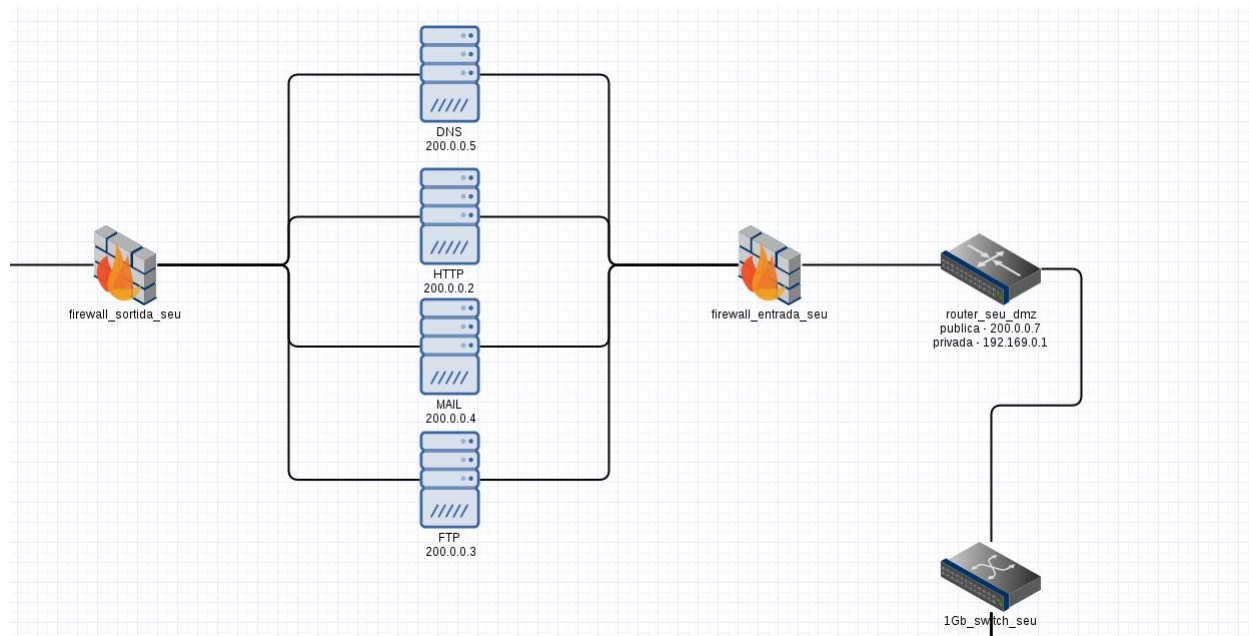 DNS
200.0.0.5
HTTP
200.0.0.2
firewall_sortida_seu
firewall_entrada_seu
router_seu_dmz
publica - 200.0.0.7
privada - 192.169.0.1
MAIL
200.0.0.4
FTP
200.0.0.3
1Gb_switch_seu